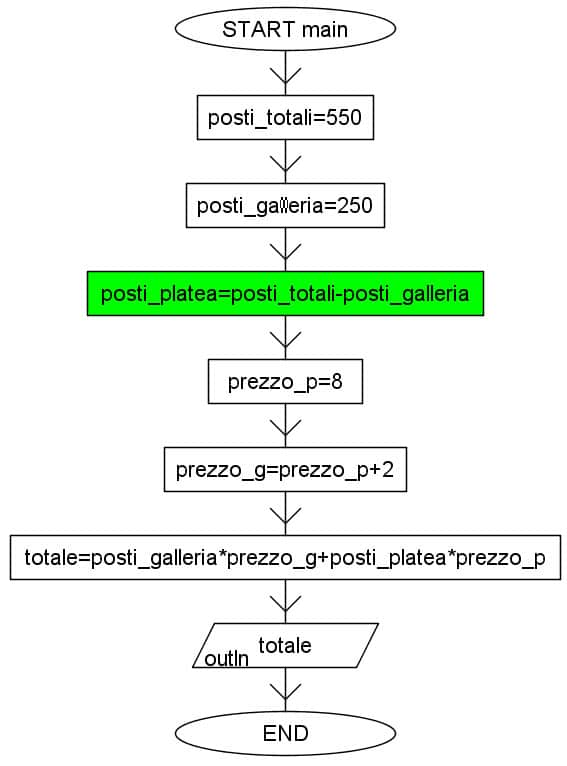 START main
posti_totali=550
posti_galleria=250
posti_platea=posti_totali-posti_galleria
prezzo_p=8
prezzo_g=prezzo_p+2
totale=posti_galleria*prezzo_g+posti_platea*prezzo_p
totale
outln
END